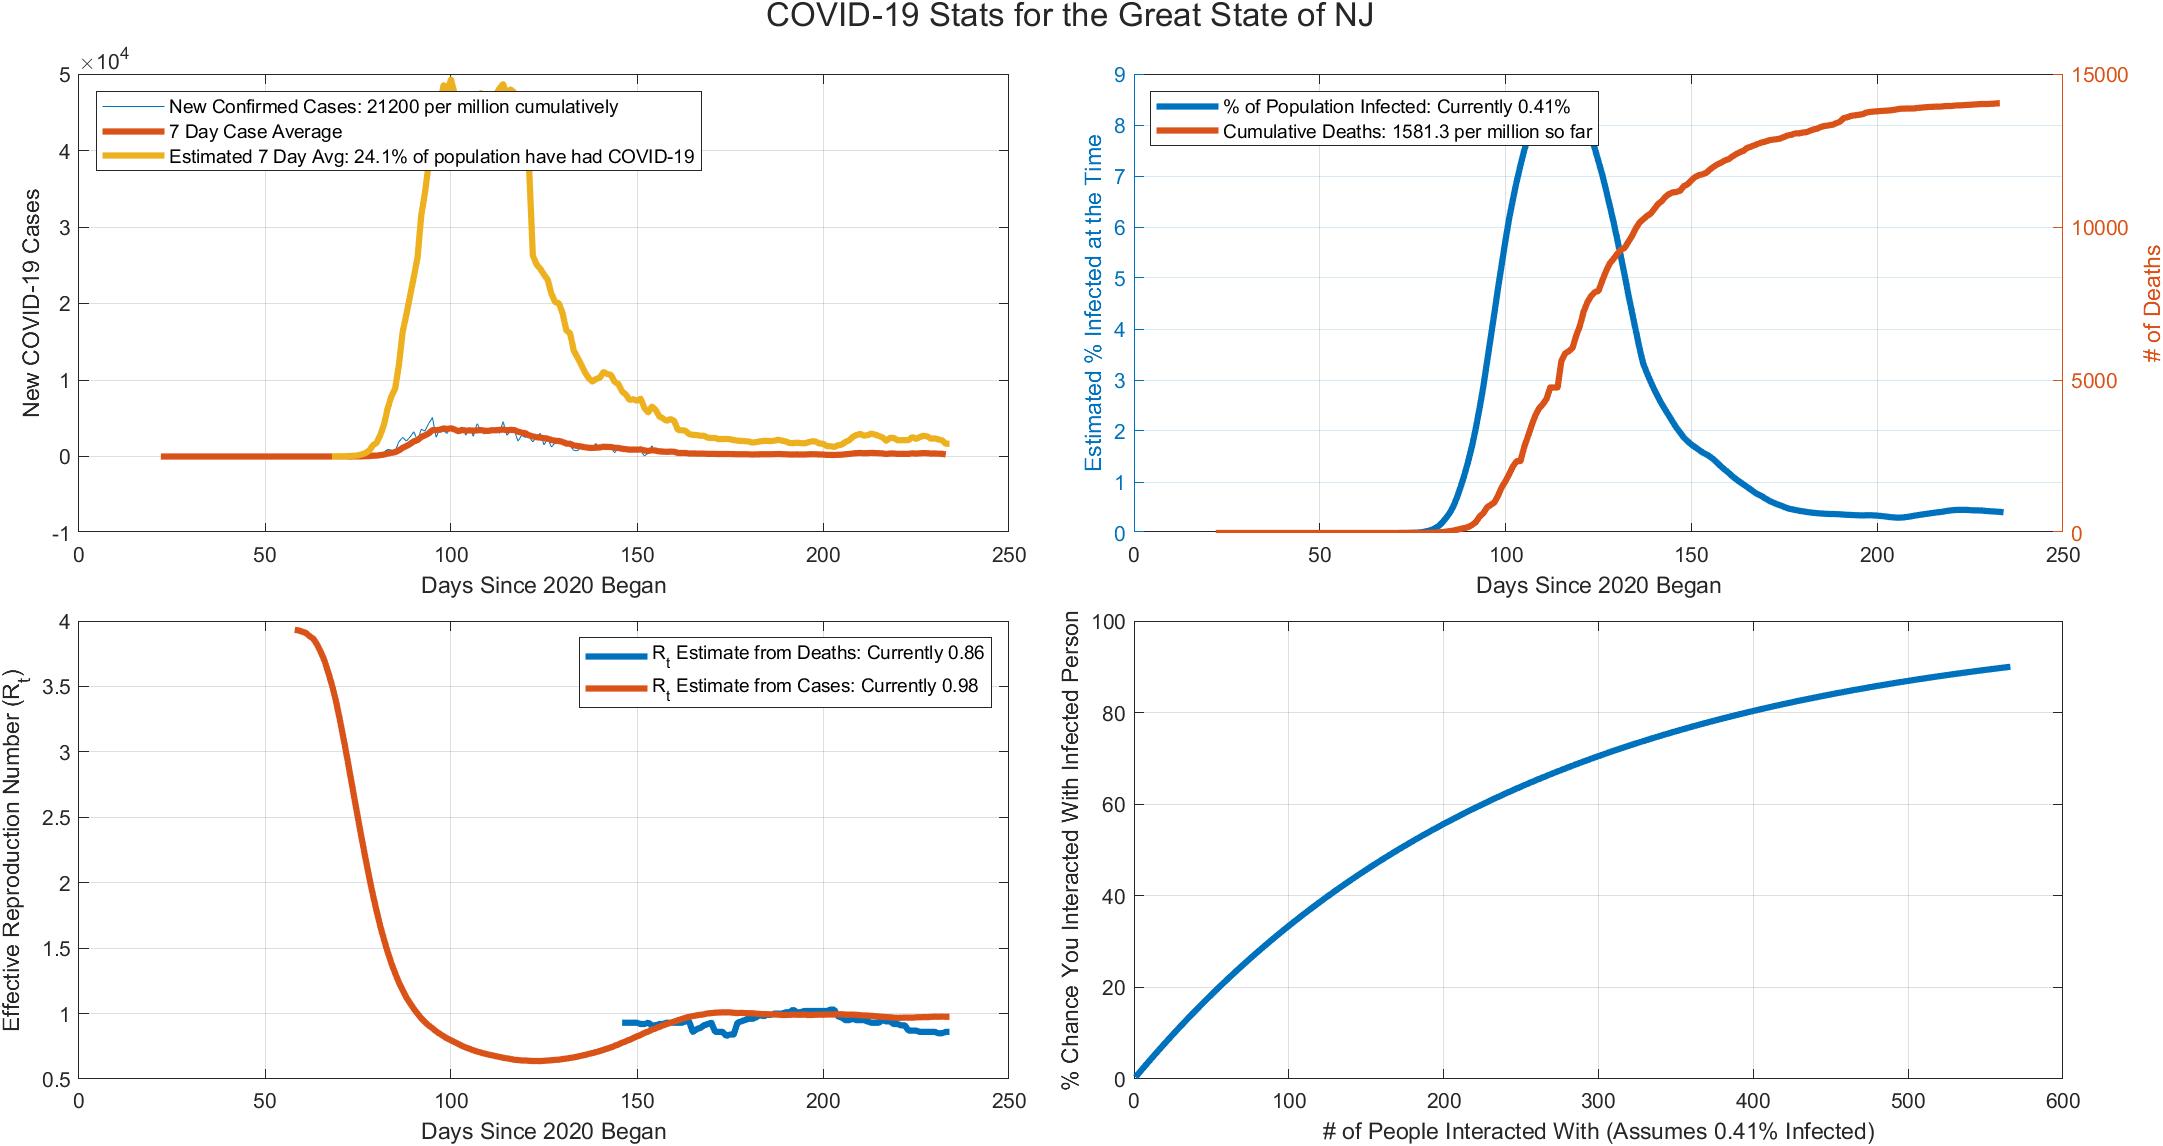 COVID-19 Stats for the Great State of NJ
×10⁴
5
4
3
2
1
0
-1
New COVID-19 Cases
New Confirmed Cases: 21200 per million cumulatively
7 Day Case Average
Estimated 7 Day Avg: 24.1% of population have had COVID-19
0 50 100 150 200 250
Days Since 2020 Began
9
8
7
6
5
4
3
2
1
0
Estimated % Infected at the Time
% of Population Infected: Currently 0.41%
Cumulative Deaths: 1581.3 per million so far
15000
10000
5000
0
# of Deaths
0 50 100 150 200 250
Days Since 2020 Began
4
3.5
3
2.5
2
1.5
1
0.5
Effective Reproduction Number (Rt)
Rt Estimate from Deaths: Currently 0.86
Rt Estimate from Cases: Currently 0.98
0 50 100 150 200 250
Days Since 2020 Began
100
80
60
40
20
0
% Chance You Interacted With Infected Person
0 100 200 300 400 500 600
# of People Interacted With (Assumes 0.41% Infected)